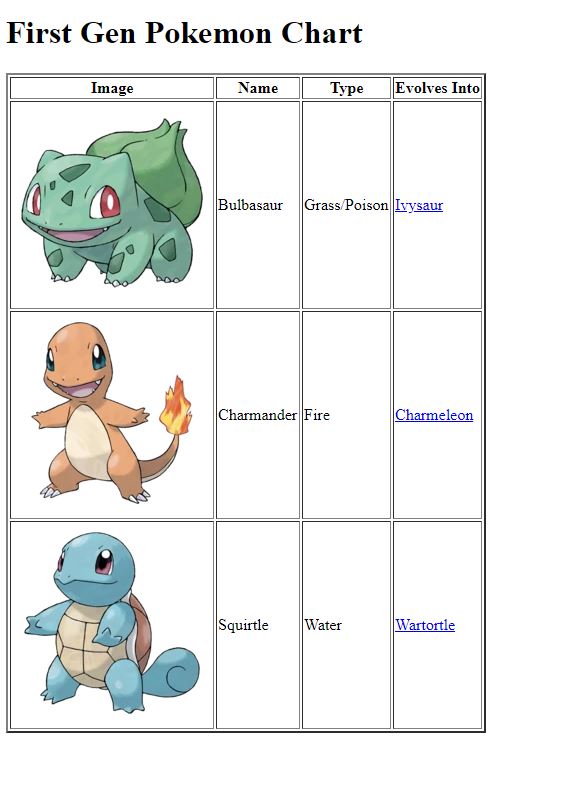 First Gen Pokemon Chart
Image Name Type Evolves Into
Bulbasaur Grass/Poison Ivysaur
Charmander Fire Charmeleon
Squirtle Water Wartortle